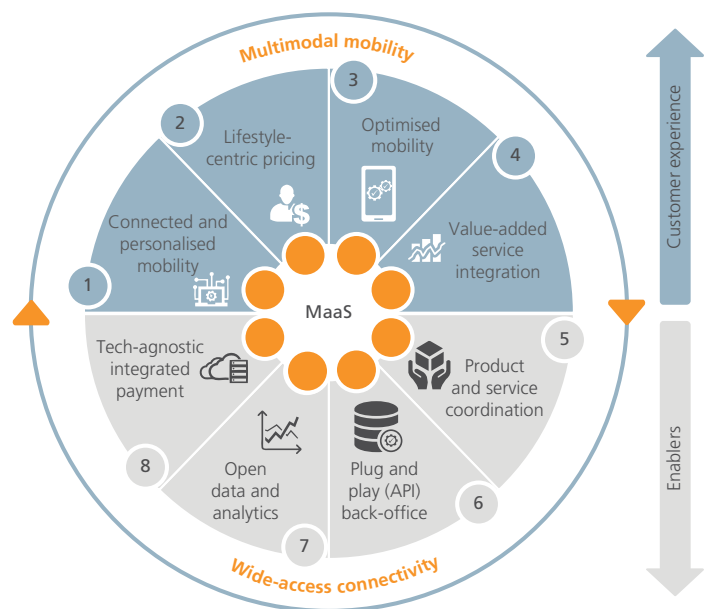 Multimodal mobility
3
2
Lifestyle-
centric pricing
Optimised
mobility
4
Connected and
personalised
mobility
Value-added
service
integration
1
$
MaaS
5
Tech-agnostic
integrated
payment
Product
and service
coordination
8
Open
data and
analytics
Plug and
play (API)
back-office
6
7
Wide-access connectivity
Customer experience
Enablers